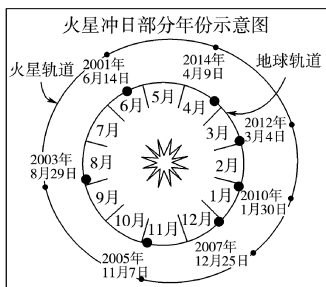 火星冲日部分年份示意图
火星轨道
地球轨道
2001年
6月14日
2014年
4月9日
2012年
3月4日
2010年
1月30日
2007年
12月25日
2005年
11月7日
2003年
8月29日
6月
5月
4月
3月
2月
1月
12月
11月
10月
9月
8月
7月